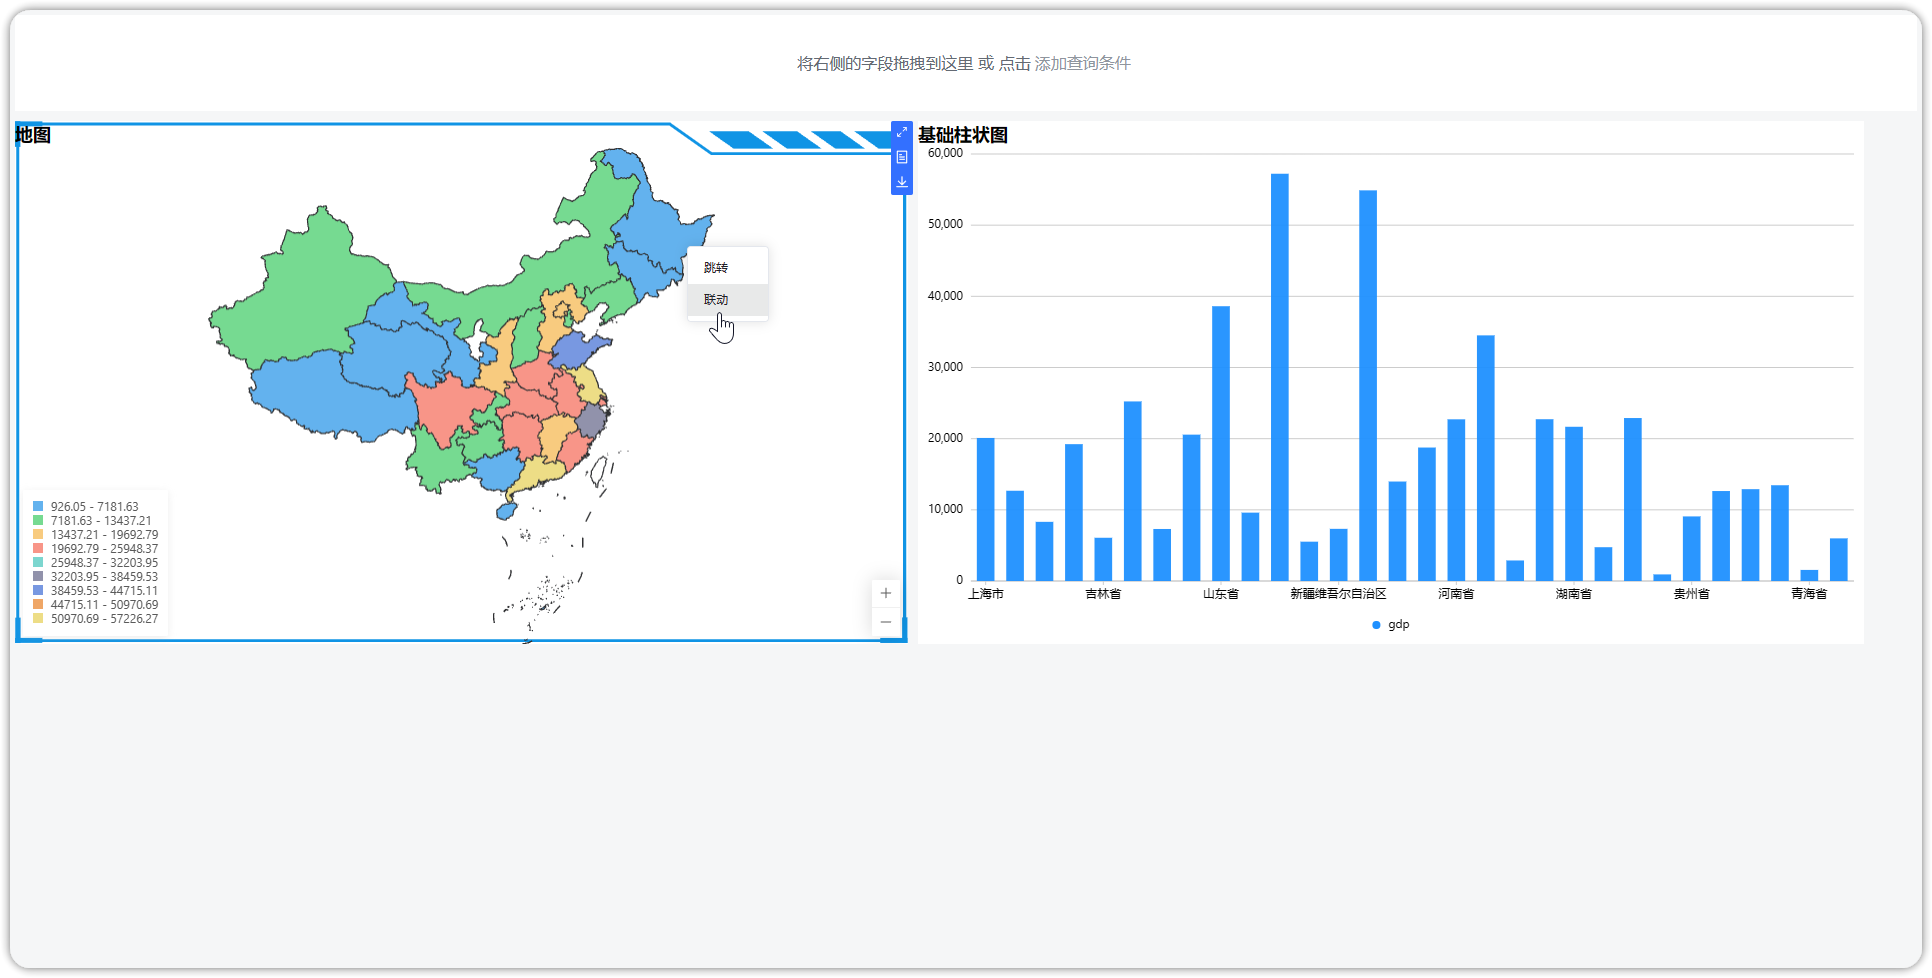 将右侧的字段拖拽到这里 或 点击 添加查询条件
地图
跳转
联动
926.05 - 7181.63
7181.63 - 13437.21
13437.21 - 19692.79
19692.79 - 25948.37
25948.37 - 32203.95
32203.95 - 38459.53
38459.53 - 44715.11
44715.11 - 50970.69
50970.69 - 57226.27
基础柱状图
60,000
50,000
40,000
30,000
20,000
10,000
0
上海市 吉林省 山东省 新疆维吾尔自治区 河南省 湖南省 贵州省 青海省
gdp